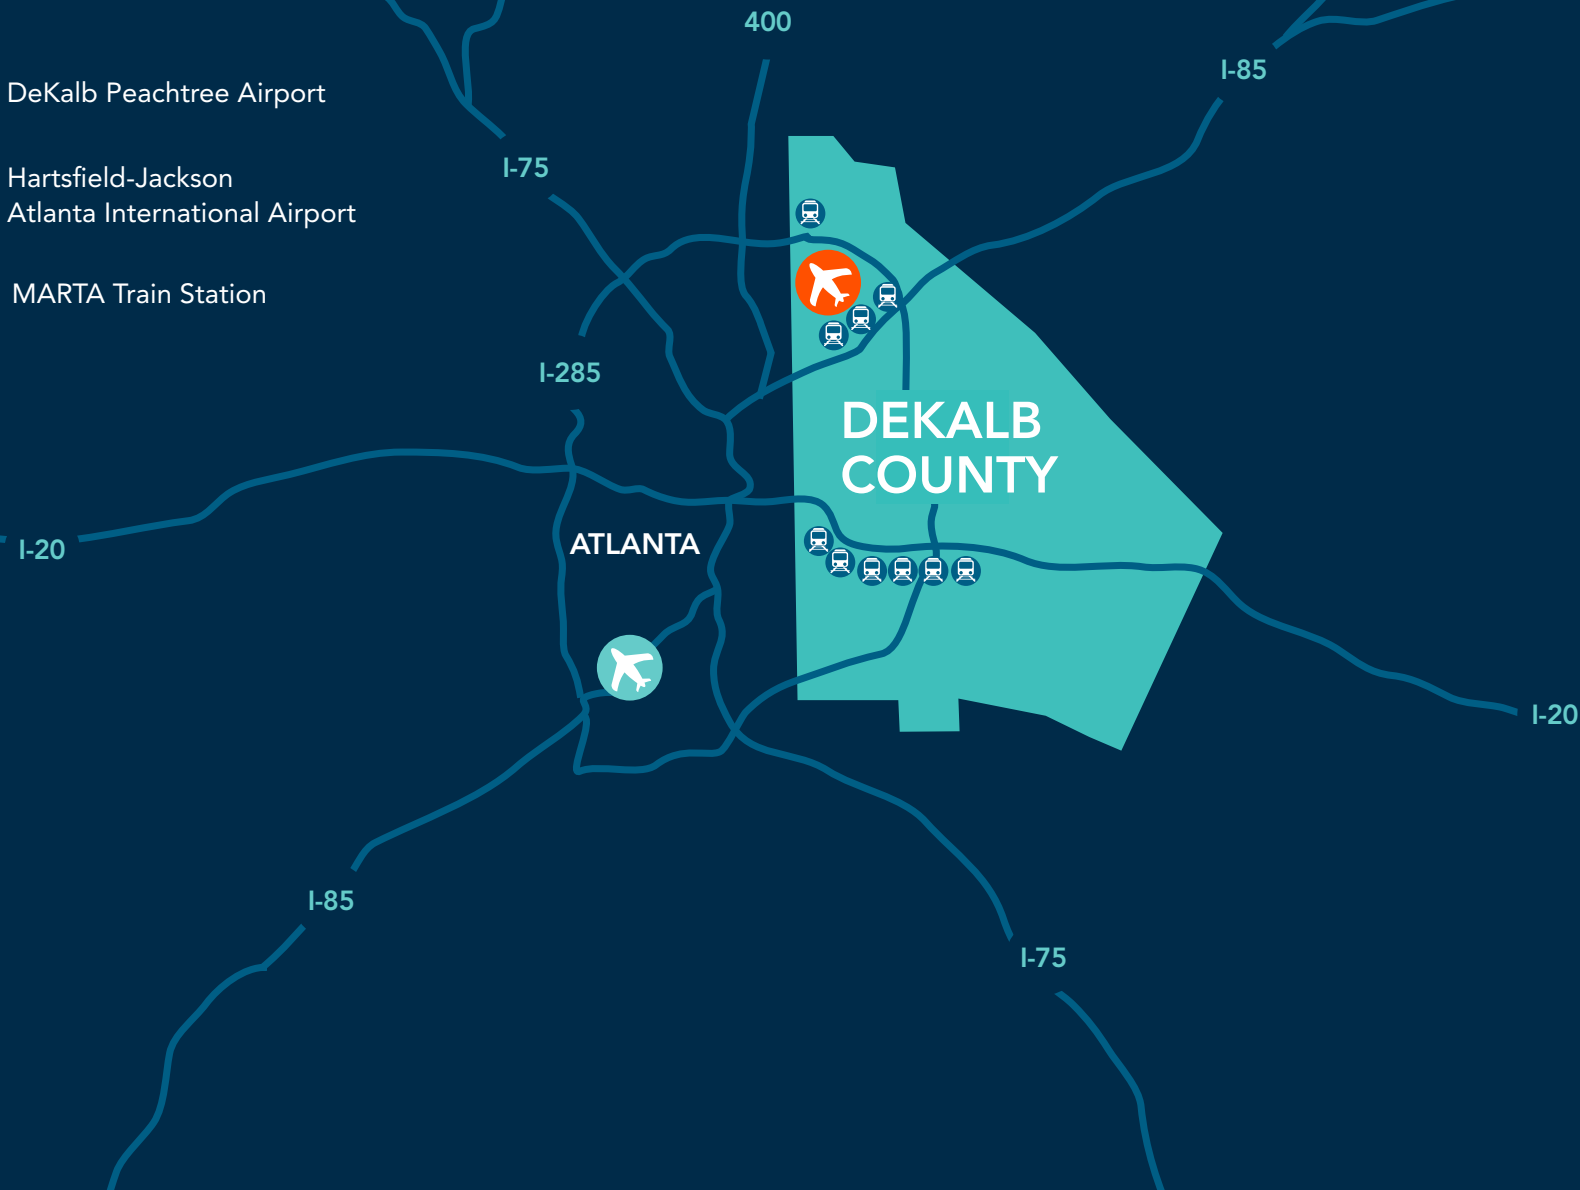 400
I-85
DeKalb Peachtree Airport
I-75
Hartsfield-Jackson
Atlanta International Airport
MARTA Train Station
I-285
DEKALB
COUNTY
I-20
ATLANTA
I-20
I-85
I-75